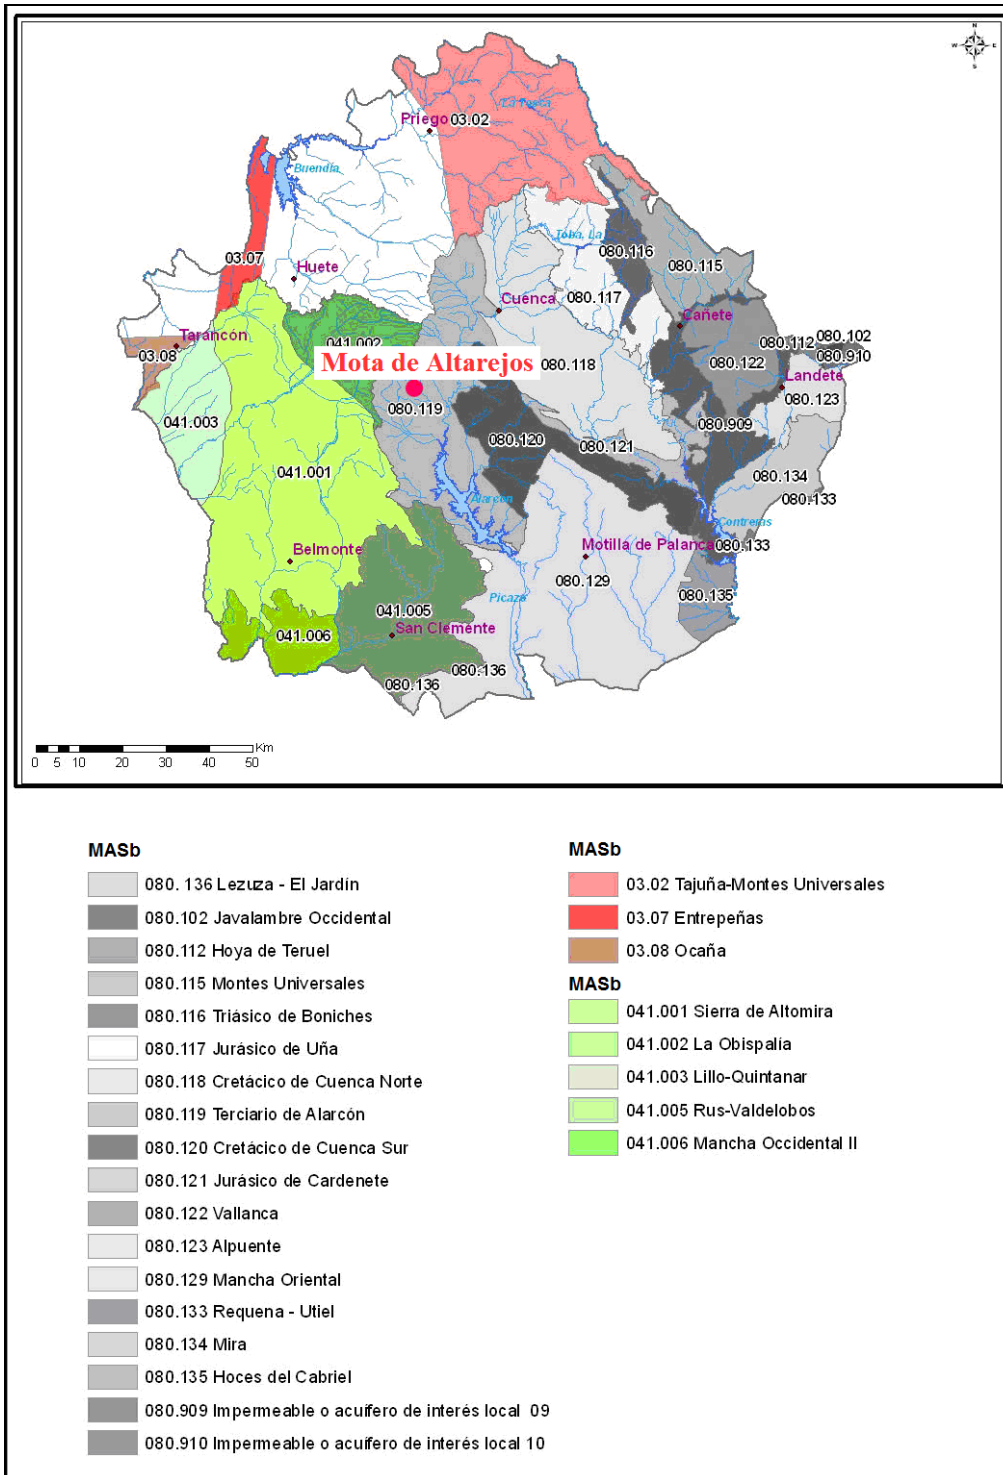 N
W E
S
La Tosca
Priego 03.02
Buendía
03.07
Huete
Toba, La
080.116
080.115
080.117
Cuenca
Cañete
Tarancón
03.08
041.002
Mota de Altarejos
080.118
080.112
080.102
080.910
080.122
Landete
080.123
041.003
080.119
080.909
080.120
080.121
041.001
080.134
080.133
Alarcón
Contreras
Belmonte
Motilla de Palanca
080.133
080.129
080.135
Picazo
041.005
San Clemente
041.006
080.136
080.136
Km
0 5 10 20 30 40 50
MASb
080. 136 Lezuza - El Jardín
080.102 Javalambre Occidental
080.112 Hoya de Teruel
080.115 Montes Universales
080.116 Triásico de Boniches
080.117 Jurásico de Uña
080.118 Cretácico de Cuenca Norte
080.119 Terciario de Alarcón
080.120 Cretácico de Cuenca Sur
080.121 Jurásico de Cardenete
080.122 Vallanca
080.123 Alpuente
080.129 Mancha Oriental
080.133 Requena - Utiel
080.134 Mira
080.135 Hoces del Cabriel
080.909 Impermeable o acuífero de interés local 09
080.910 Impermeable o acuífero de interés local 10
MASb
03.02 Tajuña-Montes Universales
03.07 Entrepeñas
03.08 Ocaña
MASb
041.001 Sierra de Altomira
041.002 La Obispalía
041.003 Lillo-Quintanar
041.005 Rus-Valdelobos
041.006 Mancha Occidental II